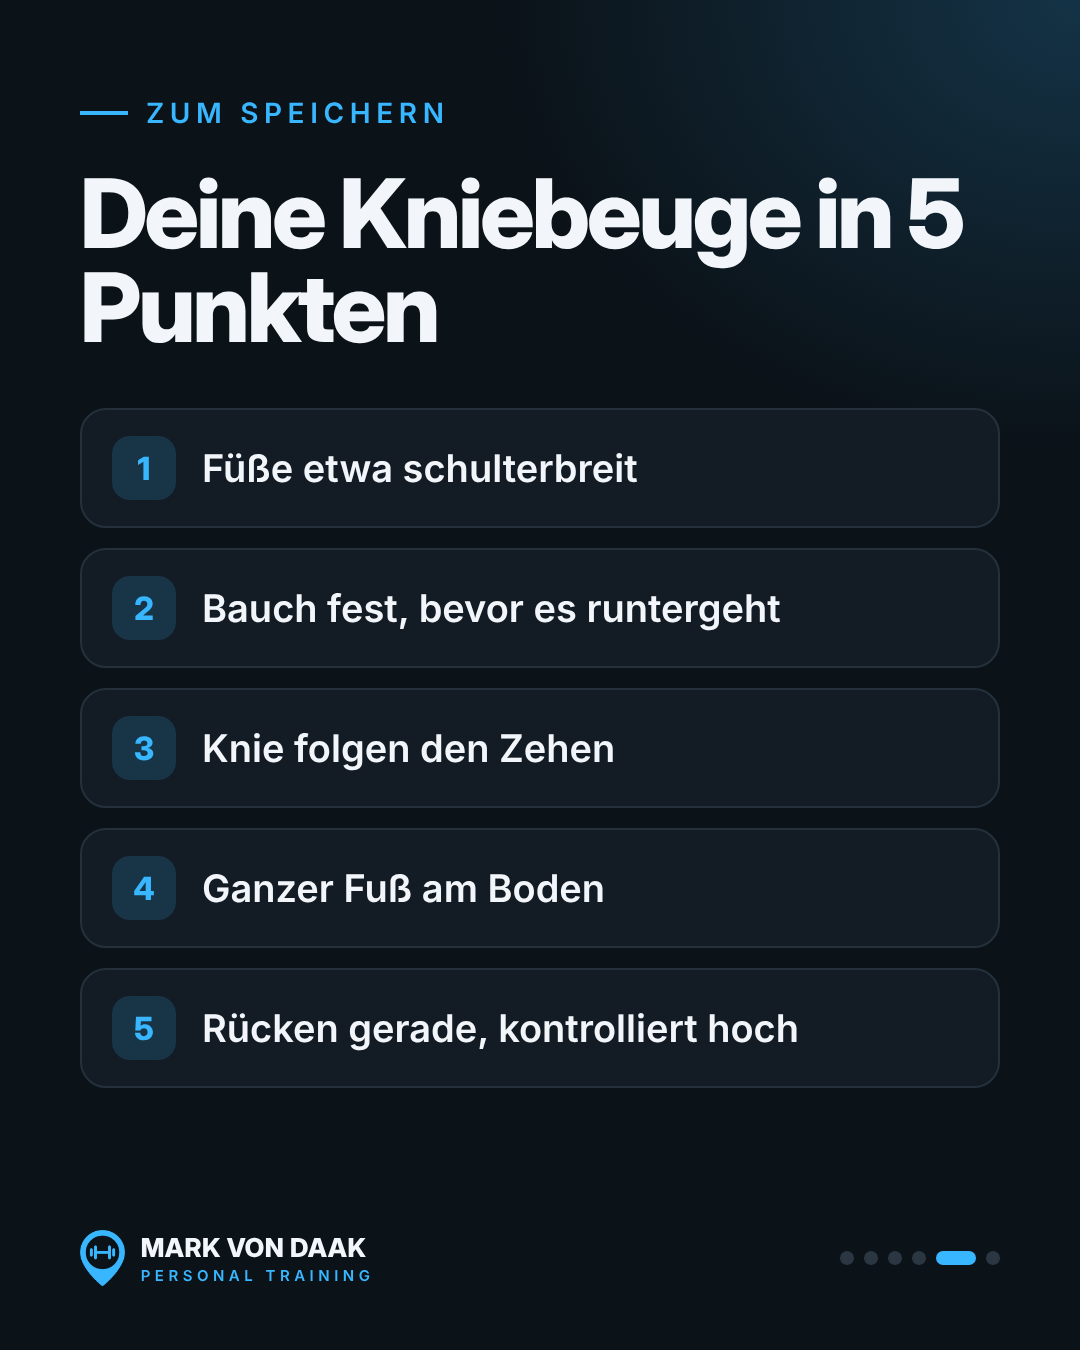 ZUM SPEICHERN
Deine Kniebeuge in 5
Punkten
1 Füße etwa schulterbreit
2 Bauch fest, bevor es runtergeht
3 Knie folgen den Zehen
4 Ganzer Fuß am Boden
5 Rücken gerade, kontrolliert hoch
MARK VON DAAK
PERSONAL TRAINING